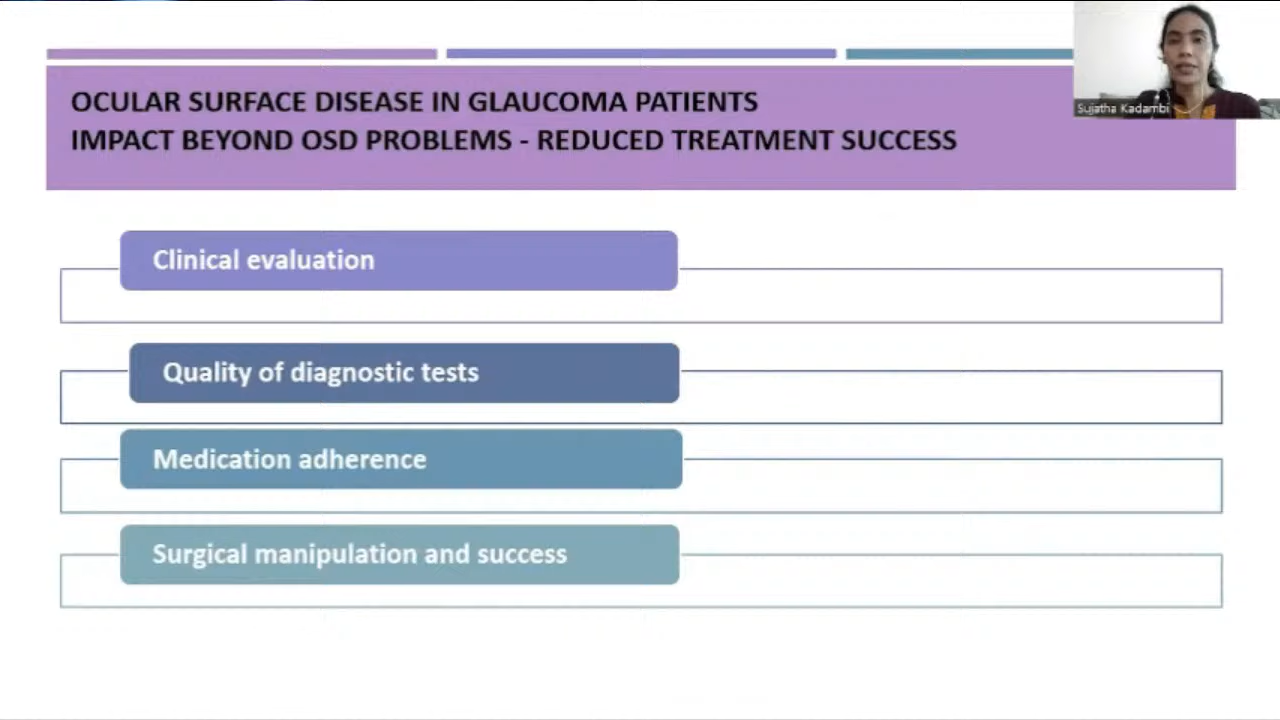 OCULAR SURFACE DISEASE IN GLAUCOMA PATIENTS
IMPACT BEYOND OSD PROBLEMS - REDUCED TREATMENT SUCCESS
Sujatha Kadambi
Clinical evaluation
Quality of diagnostic tests
Medication adherence
Surgical manipulation and success